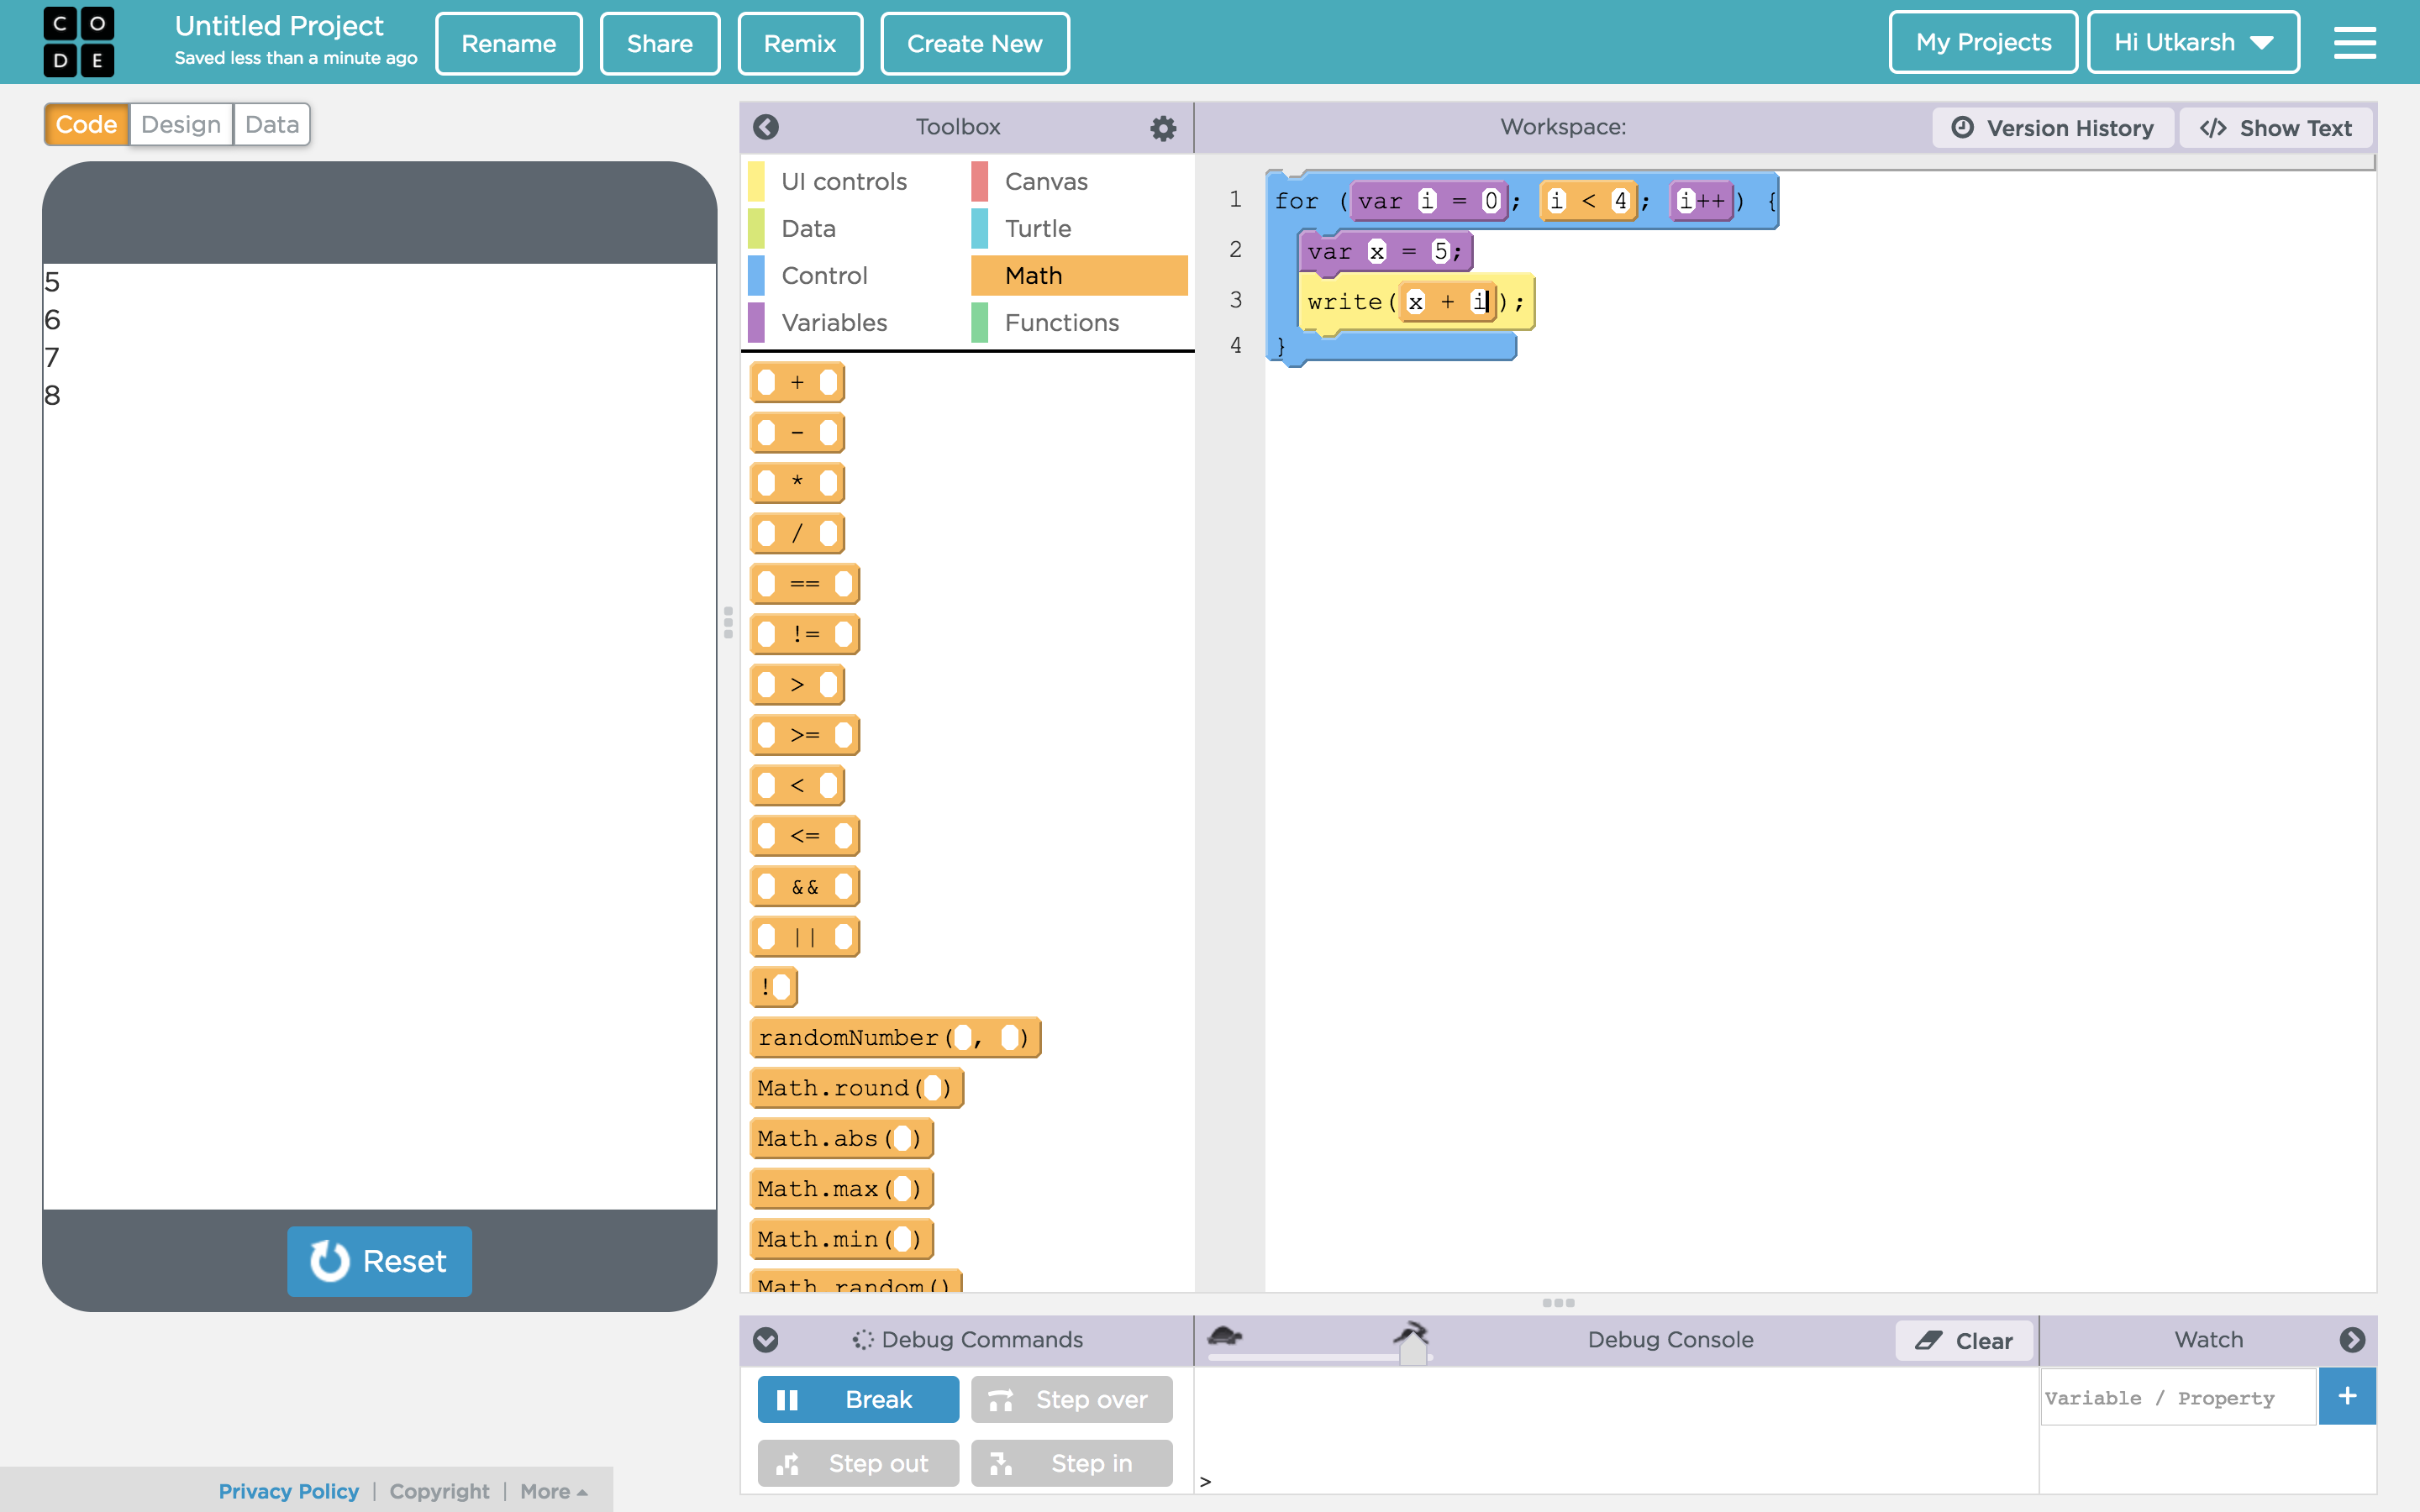 CODE
Untitled Project
Saved less than a minute ago
Rename
Share
Remix
Create New
My Projects
Hi Utkarsh
Code
Design
Data
5
6
7
8
Reset
Toolbox
UI controls
Canvas
Data
Turtle
Control
Math
Variables
Functions
+
-
*
/
==
!=
>
>=
<
<=
&&
||
!
randomNumber( , )
Math.round( )
Math.abs( )
Math.max( )
Math.min( )
Math.random()
Workspace:
Version History
</> Show Text
1 for (var i = 0; i < 4; i++) {
2 var x = 5;
3 write(x + i);
4 }
Debug Commands
Break
Step over
Step out
Step in
Debug Console
Clear
>
Watch
Variable / Property
+
Privacy Policy | Copyright | More